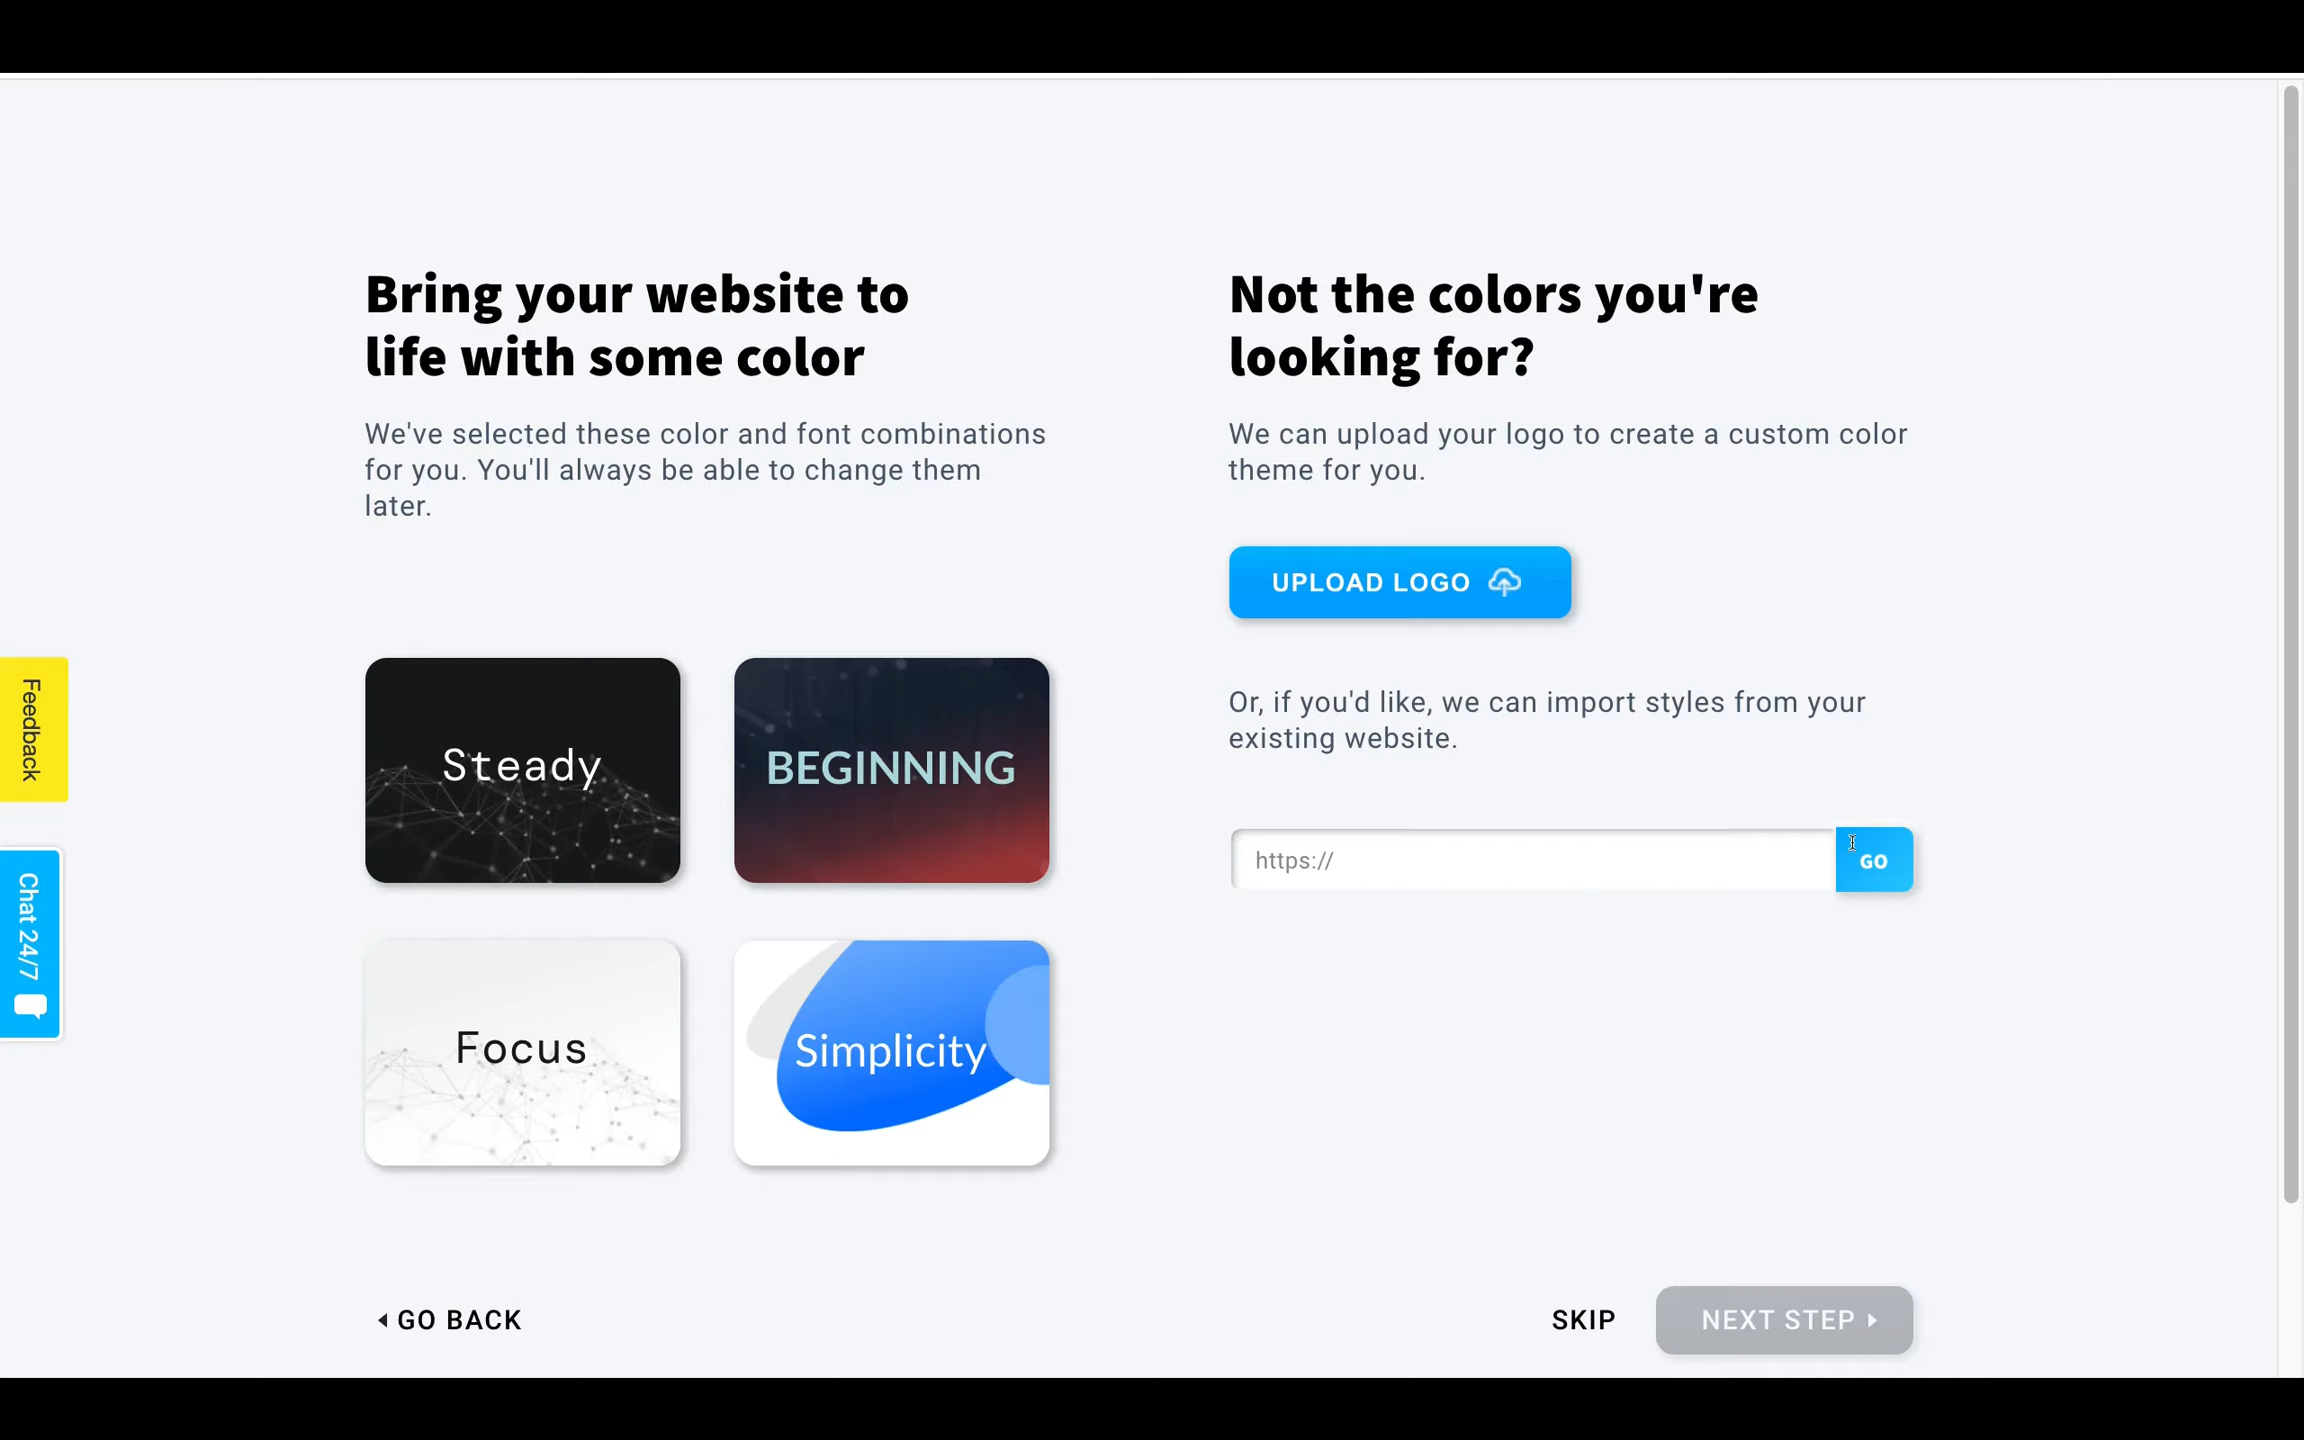 Bring your website to
life with some color
We've selected these color and font combinations
for you. You'll always be able to change them
later.
Steady
BEGINNING
Focus
Simplicity
Not the colors you're
looking for?
We can upload your logo to create a custom color
theme for you.
UPLOAD LOGO
Or, if you'd like, we can import styles from your
existing website.
https://
GO
Feedback
Chat 24/7
GO BACK
SKIP
NEXT STEP